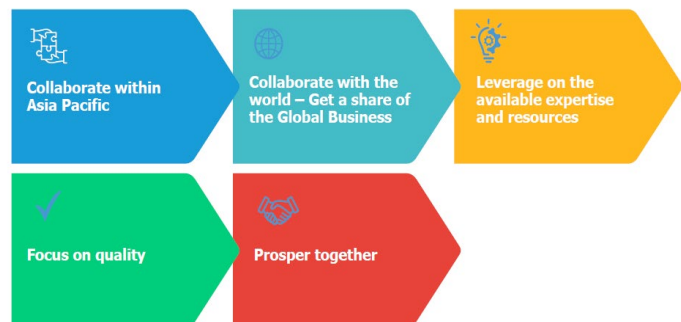 Collaborate within
Asia Pacific
Collaborate with the
world – Get a share of
the Global Business
Leverage on the
available expertise
and resources
Focus on quality
Prosper together